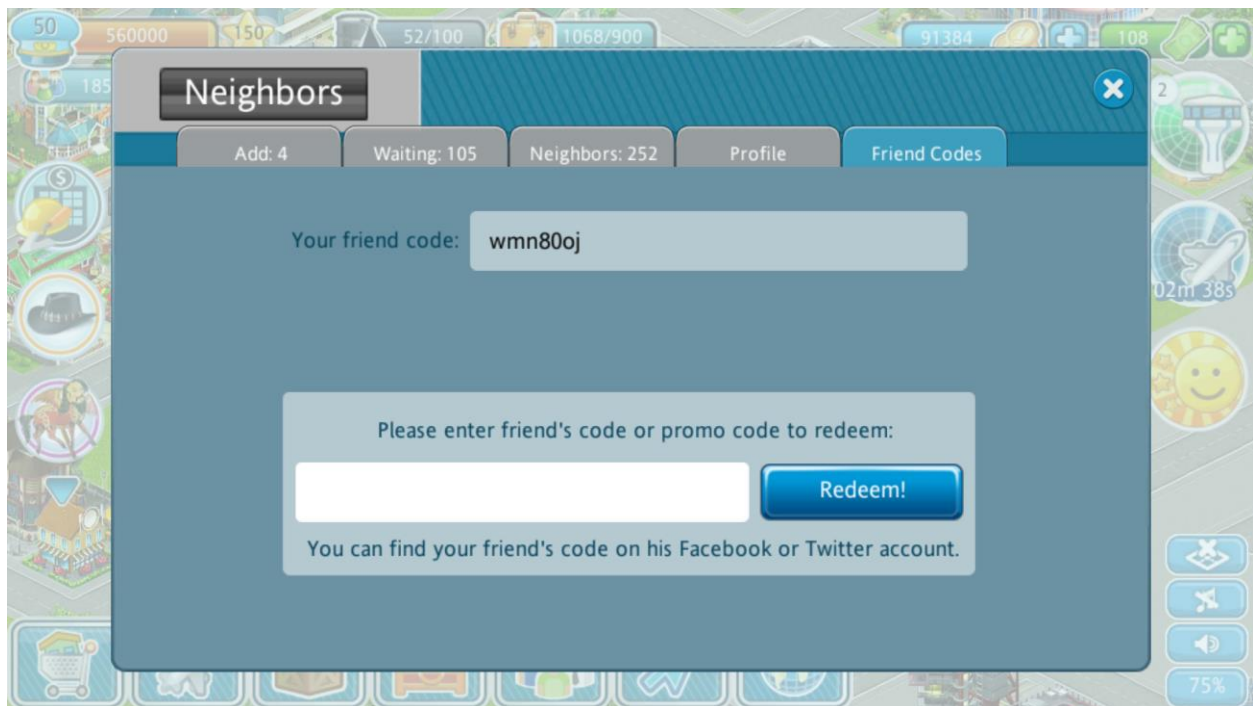 50
560000
150
52/100
1068/900
91384
108
185
Neighbors
2
Add: 4
Waiting: 105
Neighbors: 252
Profile
Friend Codes
Your friend code:
wmn80oj
02m 38s
Please enter friend's code or promo code to redeem:
Redeem!
You can find your friend's code on his Facebook or Twitter account.
75%